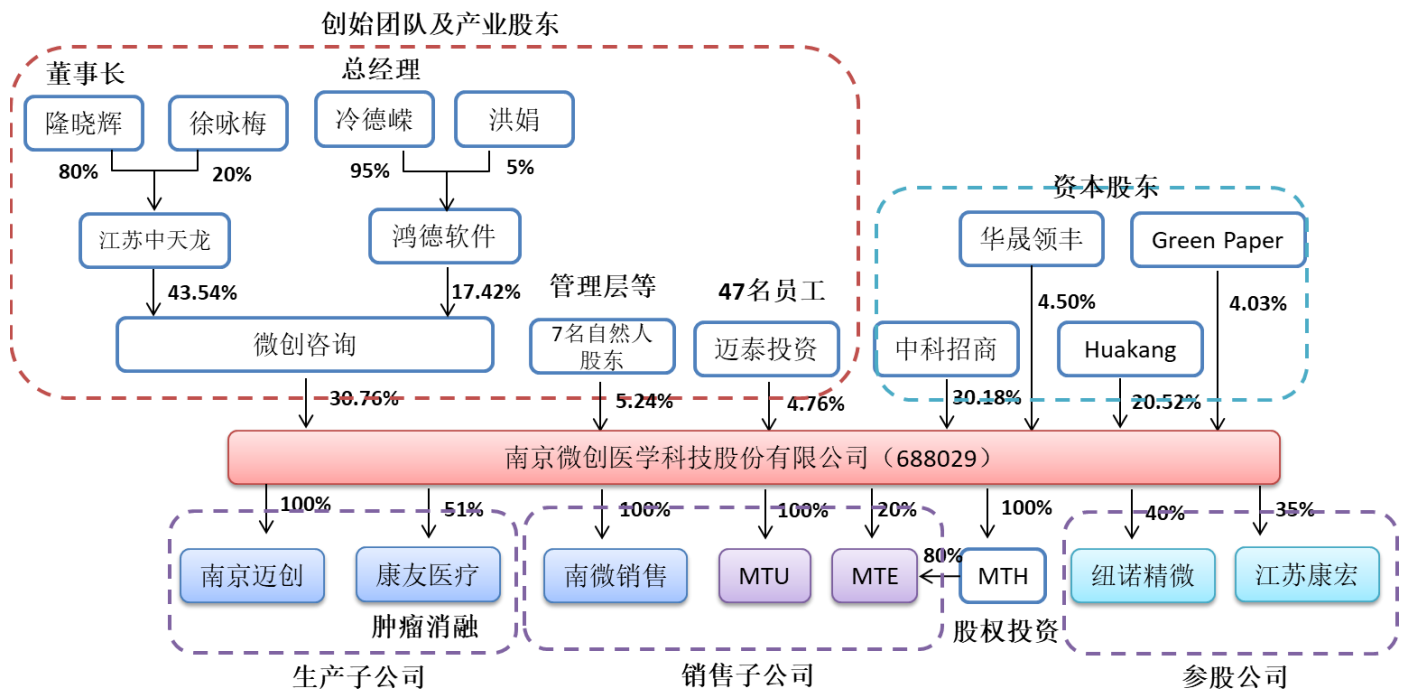 创始团队及产业股东
董事长
总经理
隆晓辉
徐咏梅
冷德嵘
洪娟
80%
20%
95%
5%
资本股东
江苏中天龙
鸿德软件
华晟领丰
Green Paper
43.54%
17.42%
管理层等
47名员工
4.50%
4.03%
微创咨询
7名自然人
股东
迈泰投资
中科招商
Huakang
30.76%
5.24%
4.76%
30.18%
20.52%
南京微创医学科技股份有限公司（688029）
100%
51%
100%
100%
20%
100%
40%
35%
80%
南京迈创
康友医疗
南微销售
MTU
MTE
MTH
纽诺精微
江苏康宏
肿瘤消融
股权投资
生产子公司
销售子公司
参股公司